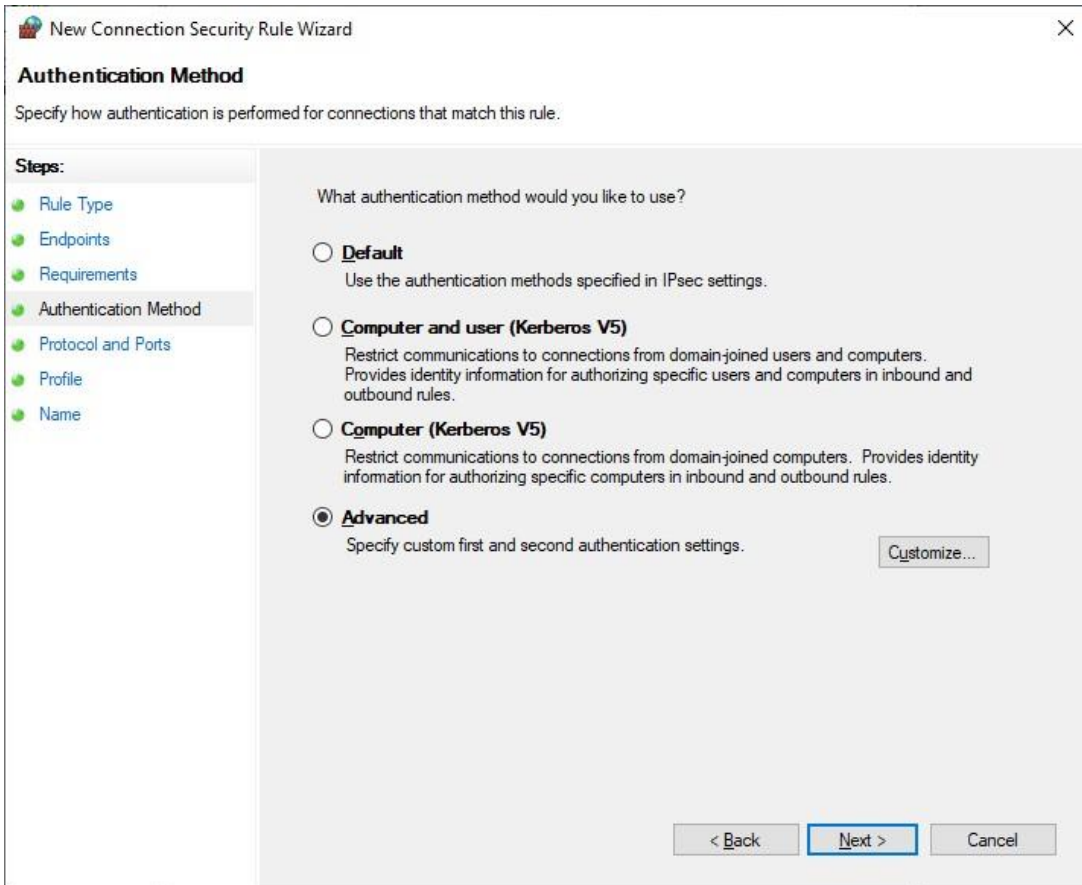 New Connection Security Rule Wizard
Authentication Method
Specify how authentication is performed for connections that match this rule.
Steps:
Rule Type
Endpoints
Requirements
Authentication Method
Protocol and Ports
Profile
Name
What authentication method would you like to use?
Default
Use the authentication methods specified in IPsec settings.
Computer and user (Kerberos V5)
Restrict communications to connections from domain-joined users and computers.
Provides identity information for authorizing specific users and computers in inbound and
outbound rules.
Computer (Kerberos V5)
Restrict communications to connections from domain-joined computers.  Provides identity
information for authorizing specific computers in inbound and outbound rules.
Advanced
Specify custom first and second authentication settings.
Customize...
< Back
Next >
Cancel